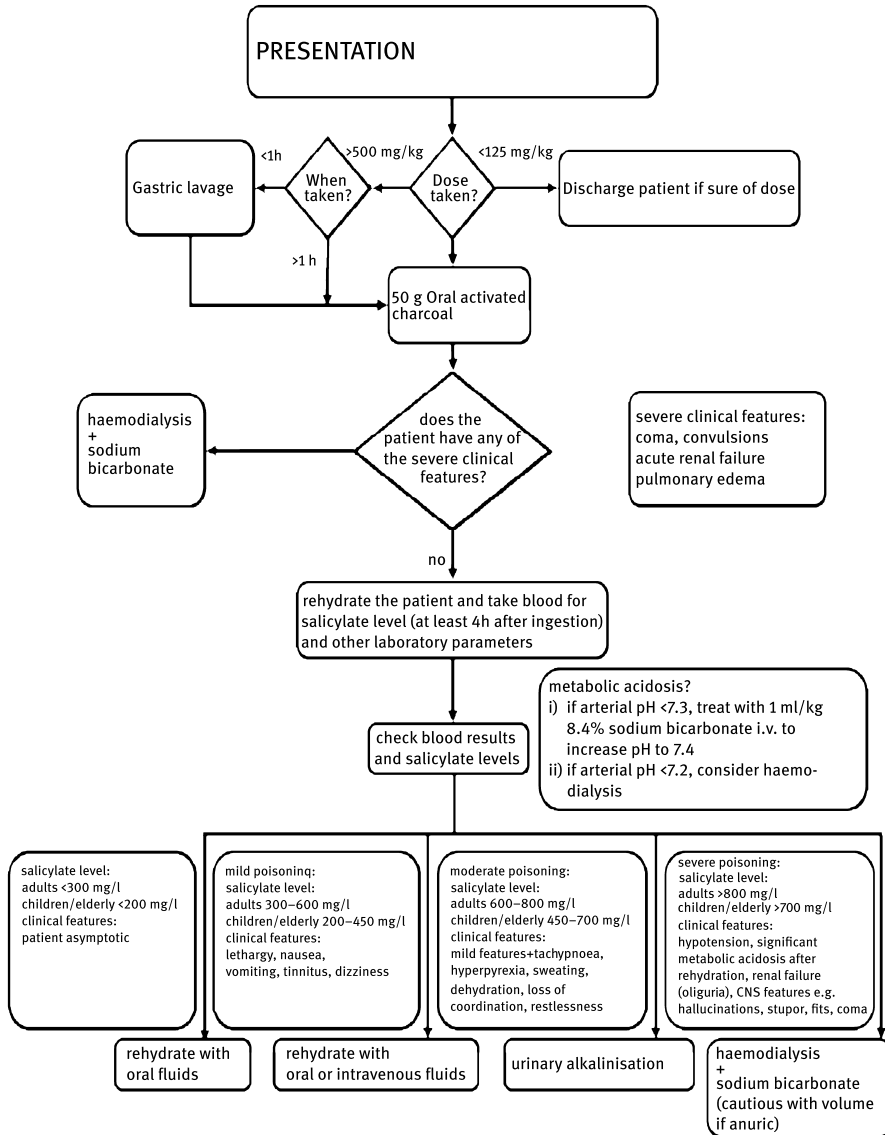 PRESENTATION
<1h
>500 mg/kg
<125 mg/kg
Gastric lavage
When
taken?
Dose
taken?
Discharge patient if sure of dose
>1 h
50 g Oral activated
charcoal
haemodialysis
+
sodium
bicarbonate
does the
patient have any of
the severe clinical
features?
severe clinical features:
coma, convulsions
acute renal failure
pulmonary edema
no
rehydrate the patient and take blood for
salicylate level (at least 4h after ingestion)
and other laboratory parameters
metabolic acidosis?
i) if arterial pH <7.3, treat with 1 ml/kg
8.4% sodium bicarbonate i.v. to
increase pH to 7.4
ii) if arterial pH <7.2, consider haemo-
dialysis
check blood results
and salicylate levels
salicylate level:
adults <300 mg/l
children/elderly <200 mg/l
clinical features:
patient asymptotic
mild poisoninq:
salicylate level:
adults 300–600 mg/l
children/elderly 200–450 mg/l
clinical features:
lethargy, nausea,
vomiting, tinnitus, dizziness
moderate poisoning:
salicylate level:
adults 600–800 mg/l
children/elderly 450–700 mg/l
clinical features:
mild features+tachypnoea,
hyperpyrexia, sweating,
dehydration, loss of
coordination, restlessness
severe poisoning:
salicylate level:
adults >800 mg/l
children/elderly >700 mg/l
clinical features:
hypotension, significant
metabolic acidosis after
rehydration, renal failure
(oliguria), CNS features e.g.
hallucinations, stupor, fits, coma
rehydrate with
oral fluids
rehydrate with
oral or intravenous fluids
urinary alkalinisation
haemodialysis
+
sodium bicarbonate
(cautious with volume
if anuric)